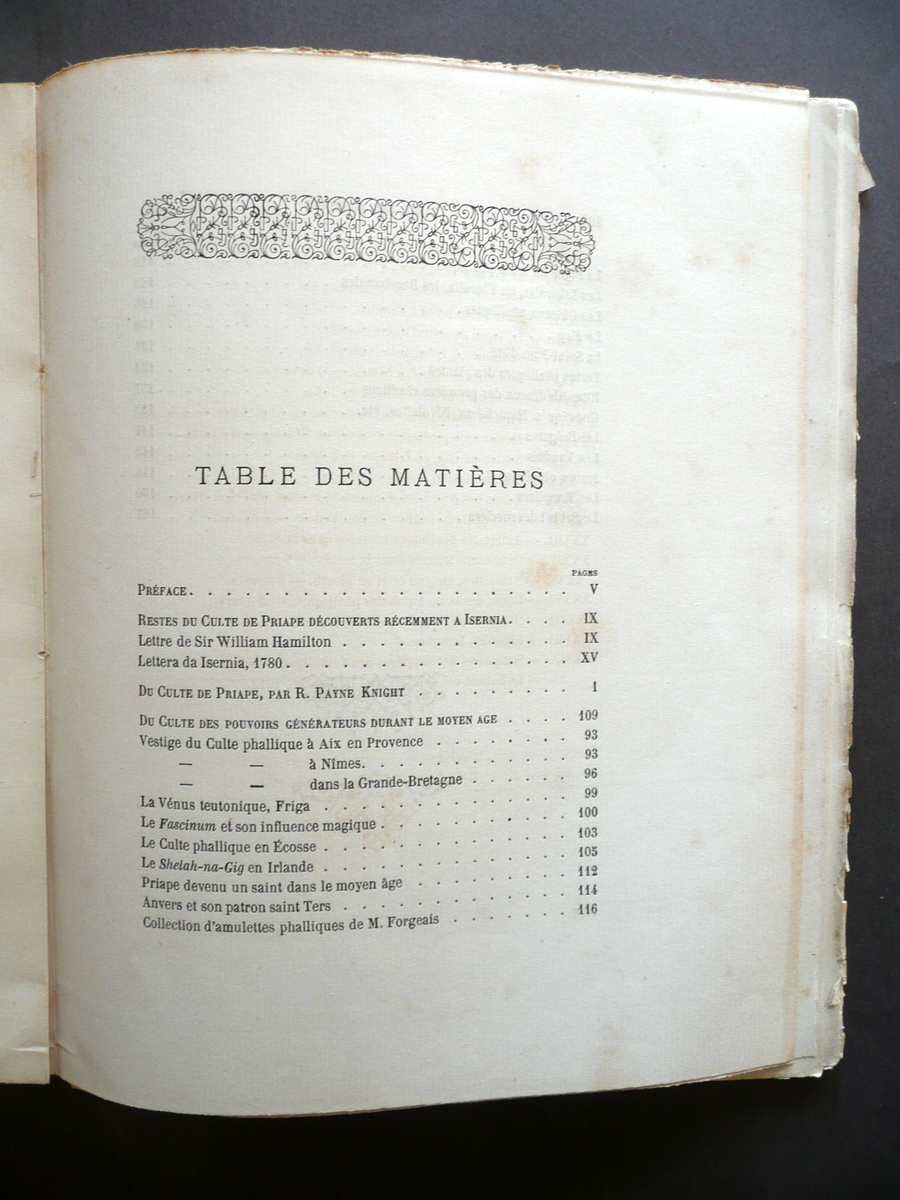 TABLE DES MATIÈRES
PAGES
PRÉFACE. . . . . . . . . . . . . . . . . . . . . . V
RESTES DU CULTE DE PRIAPE DÉCOUVERTS RÉCEMMENT A ISERNIA. . . . . IX
Lettre de Sir William Hamilton . . . . . . . . . . . . . IX
Lettera da Isernia, 1780 . . . . . . . . . . . . . . . . XV
DU CULTE DE PRIAPE, PAR R. PAYNE KNIGHT . . . . . . . . . 1
DU CULTE DES POUVOIRS GÉNÉRATEURS DURANT LE MOYEN AGE . . . . 109
Vestige du Culte phallique à Aix en Provence . . . . . . . . 93
— — à Nîmes. . . . . . . . . . . . 93
— — dans la Grande-Bretagne . . . . . . 96
La Vénus teutonique, Friga . . . . . . . . . . . . . . 99
Le Fascinum et son influence magique . . . . . . . . . . 100
Le Culte phallique en Écosse . . . . . . . . . . . . . 103
Le Shelah-na-Gig en Irlande . . . . . . . . . . . . . 105
Priape devenu un saint dans le moyen âge . . . . . . . . 112
Anvers et son patron saint Ters . . . . . . . . . . . . 114
Collection d'amulettes phalliques de M. Forgeais . . . . . . 116